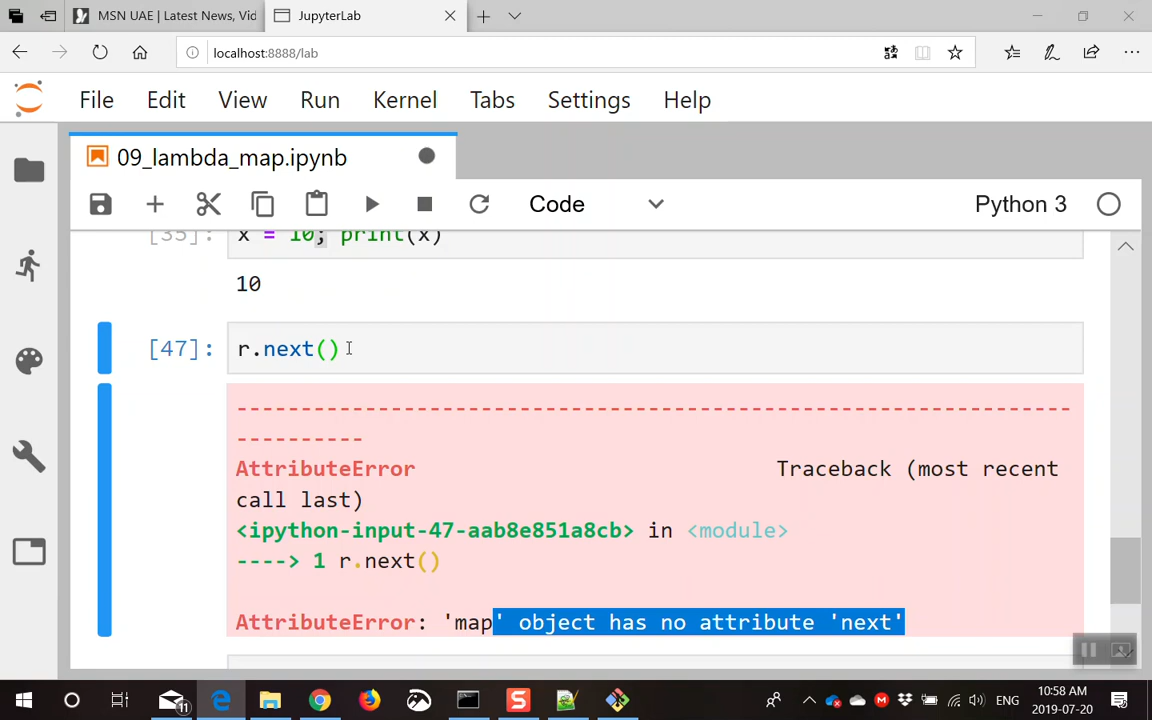 MSN UAE | Latest News, Vid
JupyterLab
localhost:8888/lab
File Edit View Run Kernel Tabs Settings Help
09_lambda_map.ipynb
Code
Python 3
[35]: x = 10; print(x)
10
[47]: r.next()
---------------------------------------------------------------------------
AttributeError Traceback (most recent
call last)
<ipython-input-47-aab8e851a8cb> in <module>
----> 1 r.next()
AttributeError: 'map' object has no attribute 'next'
11
ENG
10:58 AM
2019-07-20